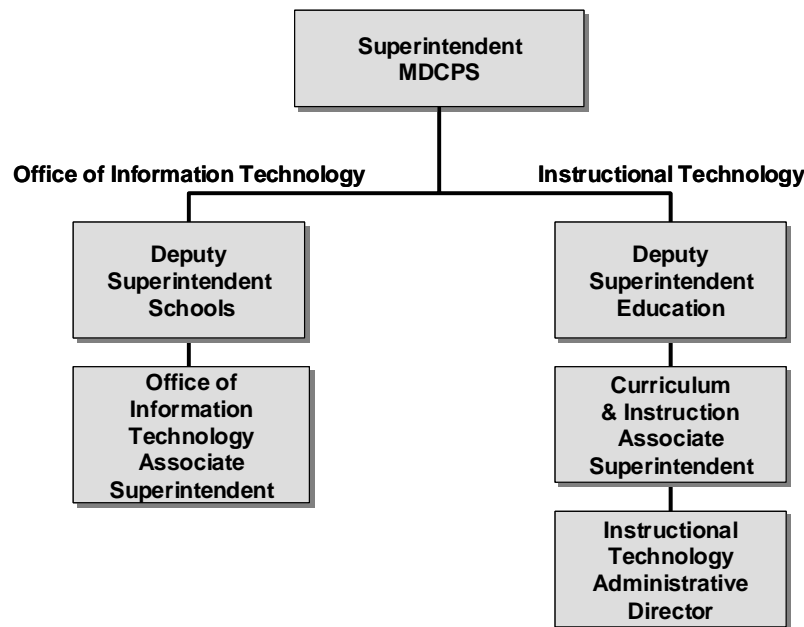 Superintendent
MDCPS
Office of Information Technology
Instructional Technology
Deputy
Superintendent
Schools
Deputy
Superintendent
Education
Office of
Information
Technology
Associate
Superintendent
Curriculum
& Instruction
Associate
Superintendent
Instructional
Technology
Administrative
Director